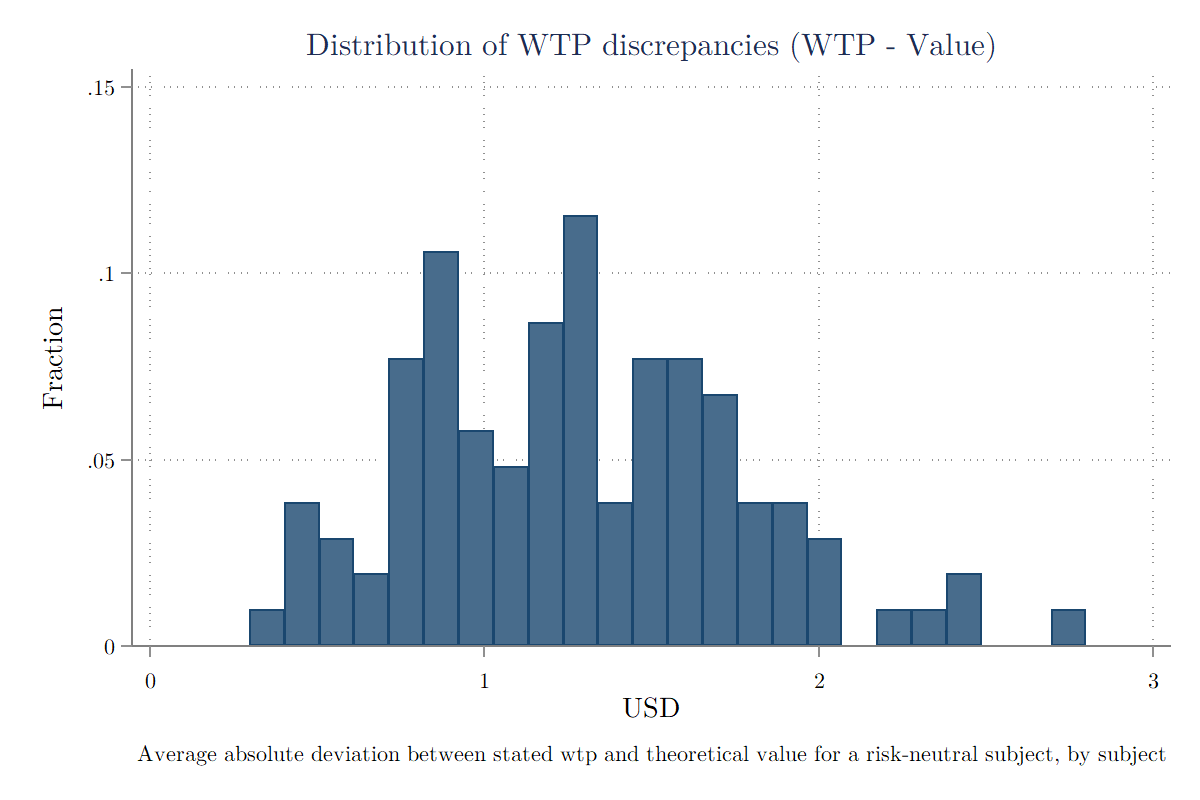 Distribution of WTP discrepancies (WTP - Value)
.15
.1
.05
0
Fraction
0 1 2 3
USD
Average absolute deviation between stated wtp and theoretical value for a risk-neutral subject, by subject